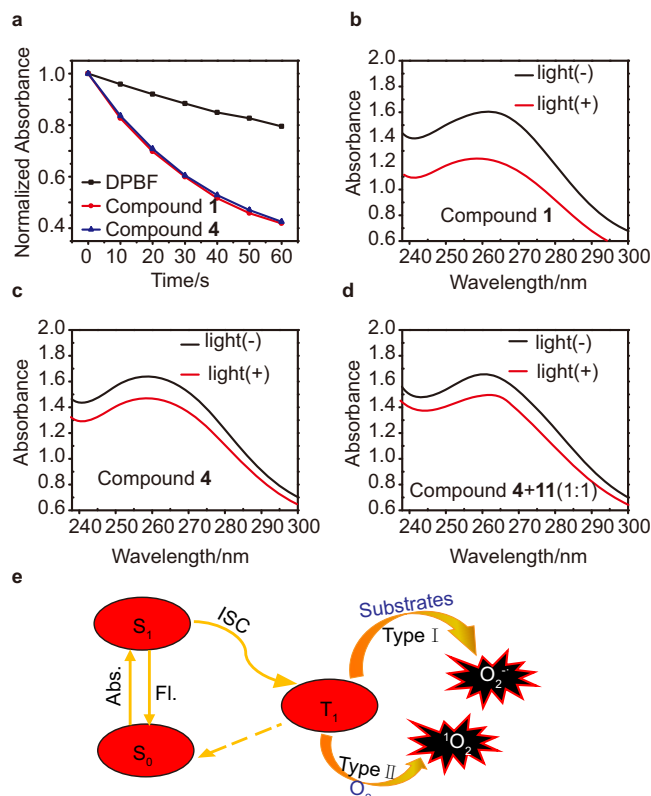 a
Normalized Absorbance
1.0
0.8
0.6
0.4
DPBF
Compound 1
Compound 4
0 10 20 30 40 50 60
Time/s
b
Absorbance
2.0
1.8
1.6
1.4
1.2
1.0
0.8
0.6
light(-)
light(+)
Compound 1
240 250 260 270 280 290 300
Wavelength/nm
c
Absorbance
2.0
1.8
1.6
1.4
1.2
1.0
0.8
0.6
light(-)
light(+)
Compound 4
240 250 260 270 280 290 300
Wavelength/nm
d
Absorbance
2.0
1.8
1.6
1.4
1.2
1.0
0.8
0.6
light(-)
light(+)
Compound 4+11(1:1)
240 250 260 270 280 290 300
Wavelength/nm
e
S₁
ISC
Abs.
Fl.
S₀
T₁
Substrates
Type Ⅰ
O₂⁻·
¹O₂
Type Ⅱ
O₂